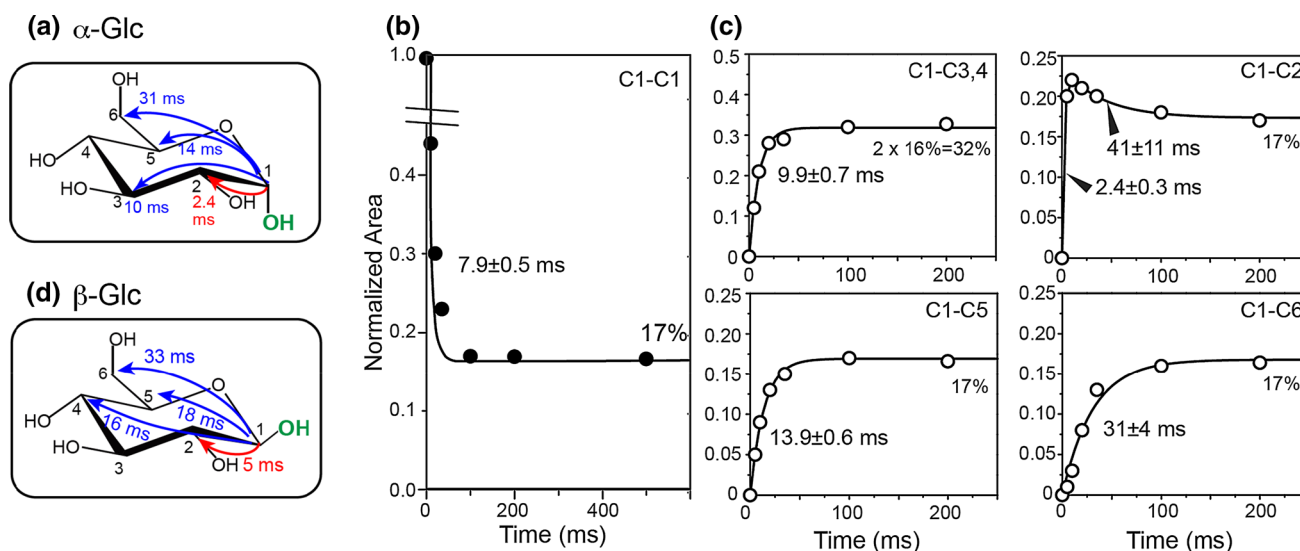 (a) α-Glc
OH
6
31 ms
O
4
5
14 ms
1
HO
HO
2
3
10 ms
2.4
ms
OH
OH
(d) β-Glc
OH
6
33 ms
O
5
4
18 ms
1
OH
HO
16 ms
2
HO
3
OH
5 ms
(b)
1.0
C1-C1
0.4
0.3
7.9±0.5 ms
0.2
17%
0.1
0.0
Normalized Area
0 200 400
Time (ms)
(c)
0.5
C1-C3,4
0.4
0.3
2 x 16%=32%
0.2
9.9±0.7 ms
0.1
0
0 100 200
0.25
C1-C2
0.20
17%
0.15
41±11 ms
0.10
2.4±0.3 ms
0.05
0.00
0 100 200
0.25
C1-C5
0.20
0.15
17%
0.10
13.9±0.6 ms
0.05
0.00
0 100 200
Time (ms)
0.25
C1-C6
0.20
0.15
17%
0.10
31±4 ms
0.05
0.00
0 100 200
Time (ms)